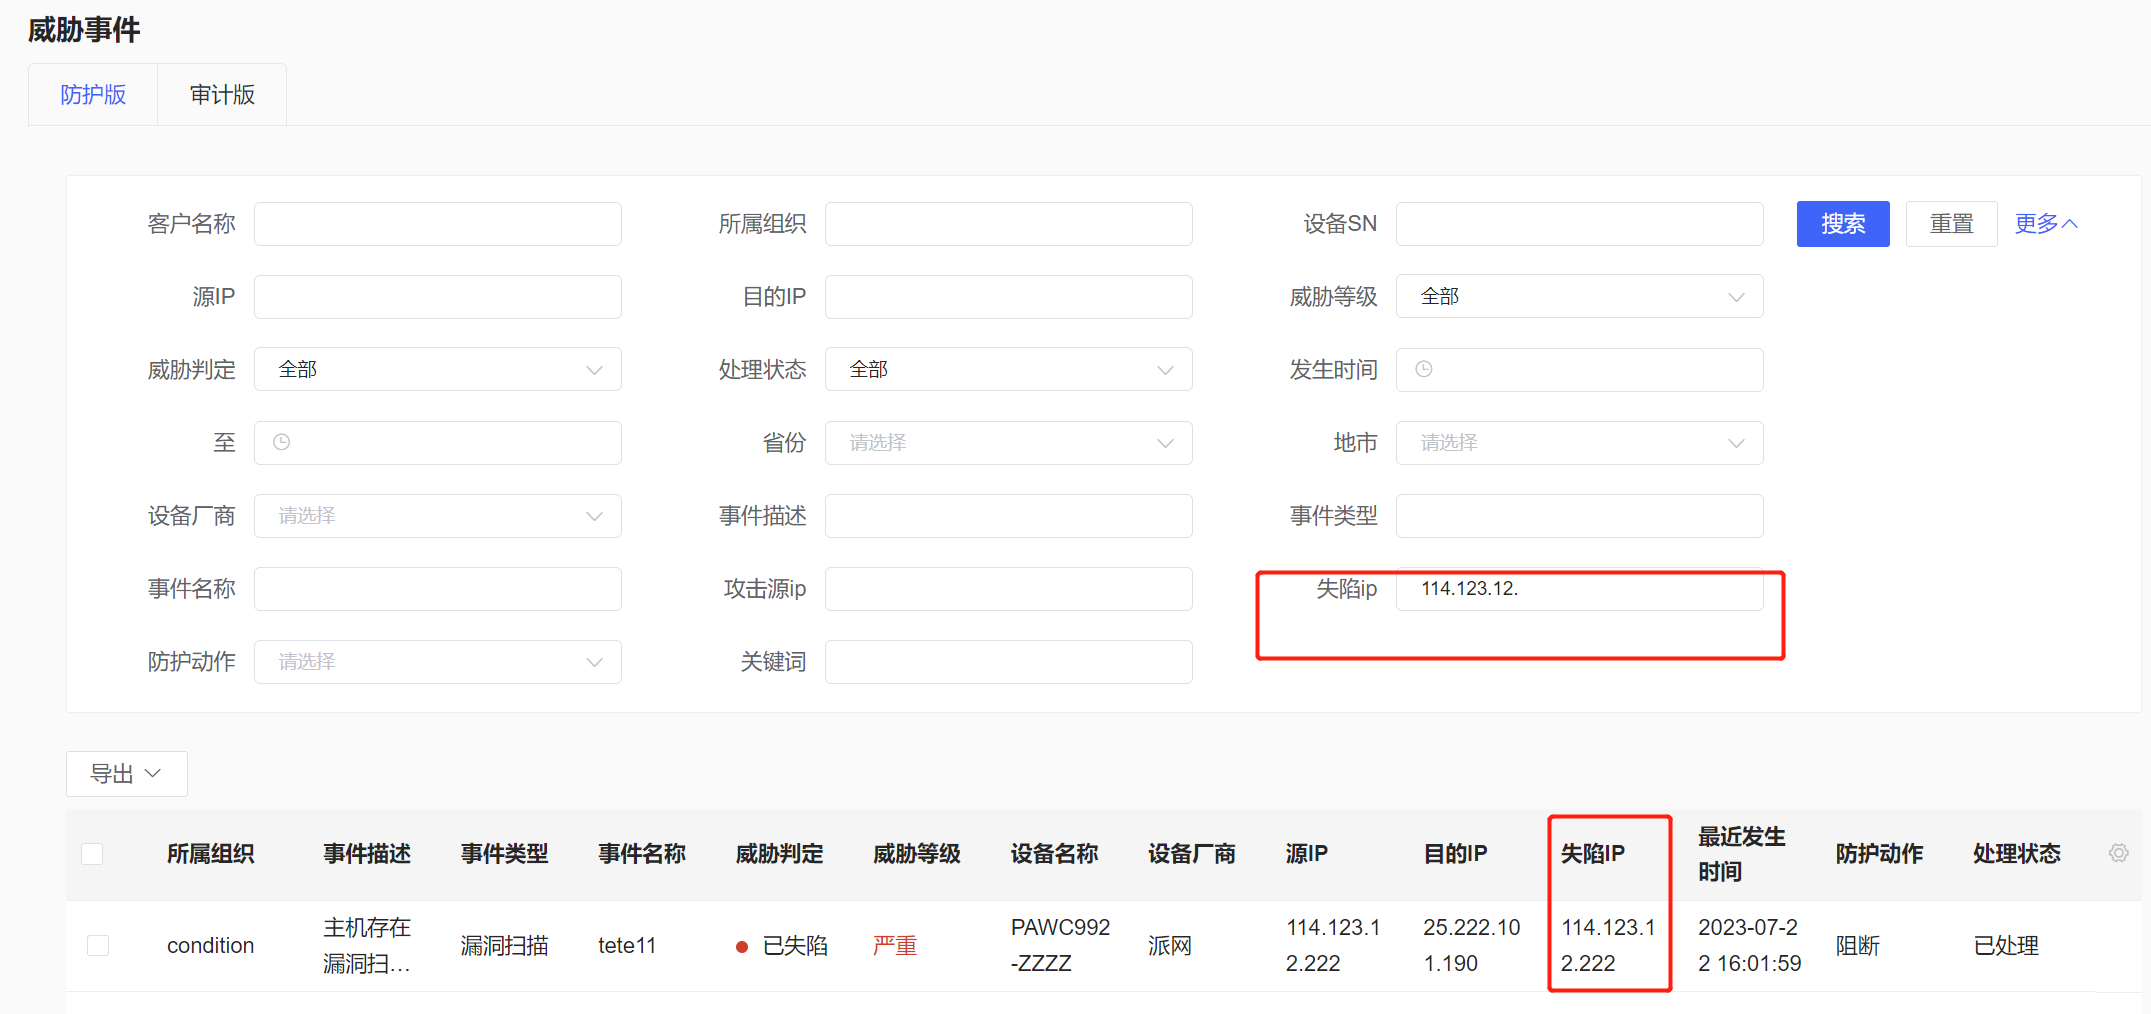 威胁事件
防护版 审计版
客户名称 所属组织 设备SN 搜索 重置 更多
源IP 目的IP 威胁等级 全部
威胁判定 全部 处理状态 全部 发生时间
至 省份 请选择 地市 请选择
设备厂商 请选择 事件描述 事件类型
事件名称 攻击源ip 失陷ip 114.123.12.
防护动作 请选择 关键词
导出
所属组织 事件描述 事件类型 事件名称 威胁判定 威胁等级 设备名称 设备厂商 源IP 目的IP 失陷IP 最近发生
时间 防护动作 处理状态
condition 主机存在
漏洞扫... 漏洞扫描 tete11 已失陷 严重 PAWC992
-ZZZZ 派网 114.123.1
2.222 25.222.10
1.190 114.123.1
2.222 2023-07-2
2 16:01:59 阻断 已处理